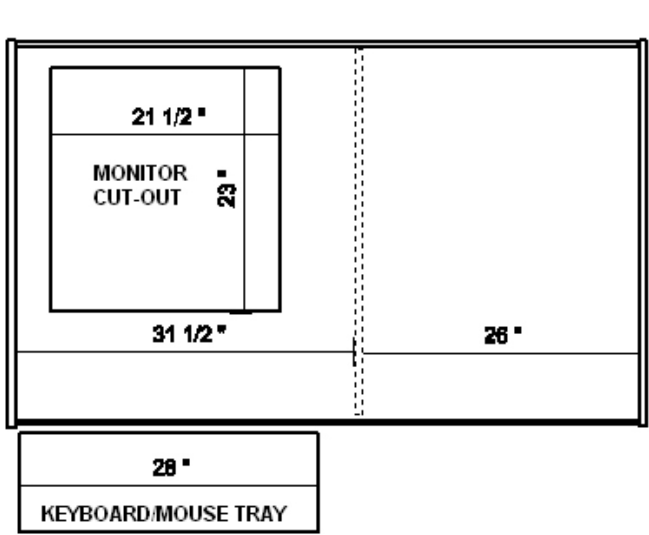 21 1/2 "
MONITOR
CUT-OUT
23 "
31 1/2 "
26 "
28 "
KEYBOARD/MOUSE TRAY